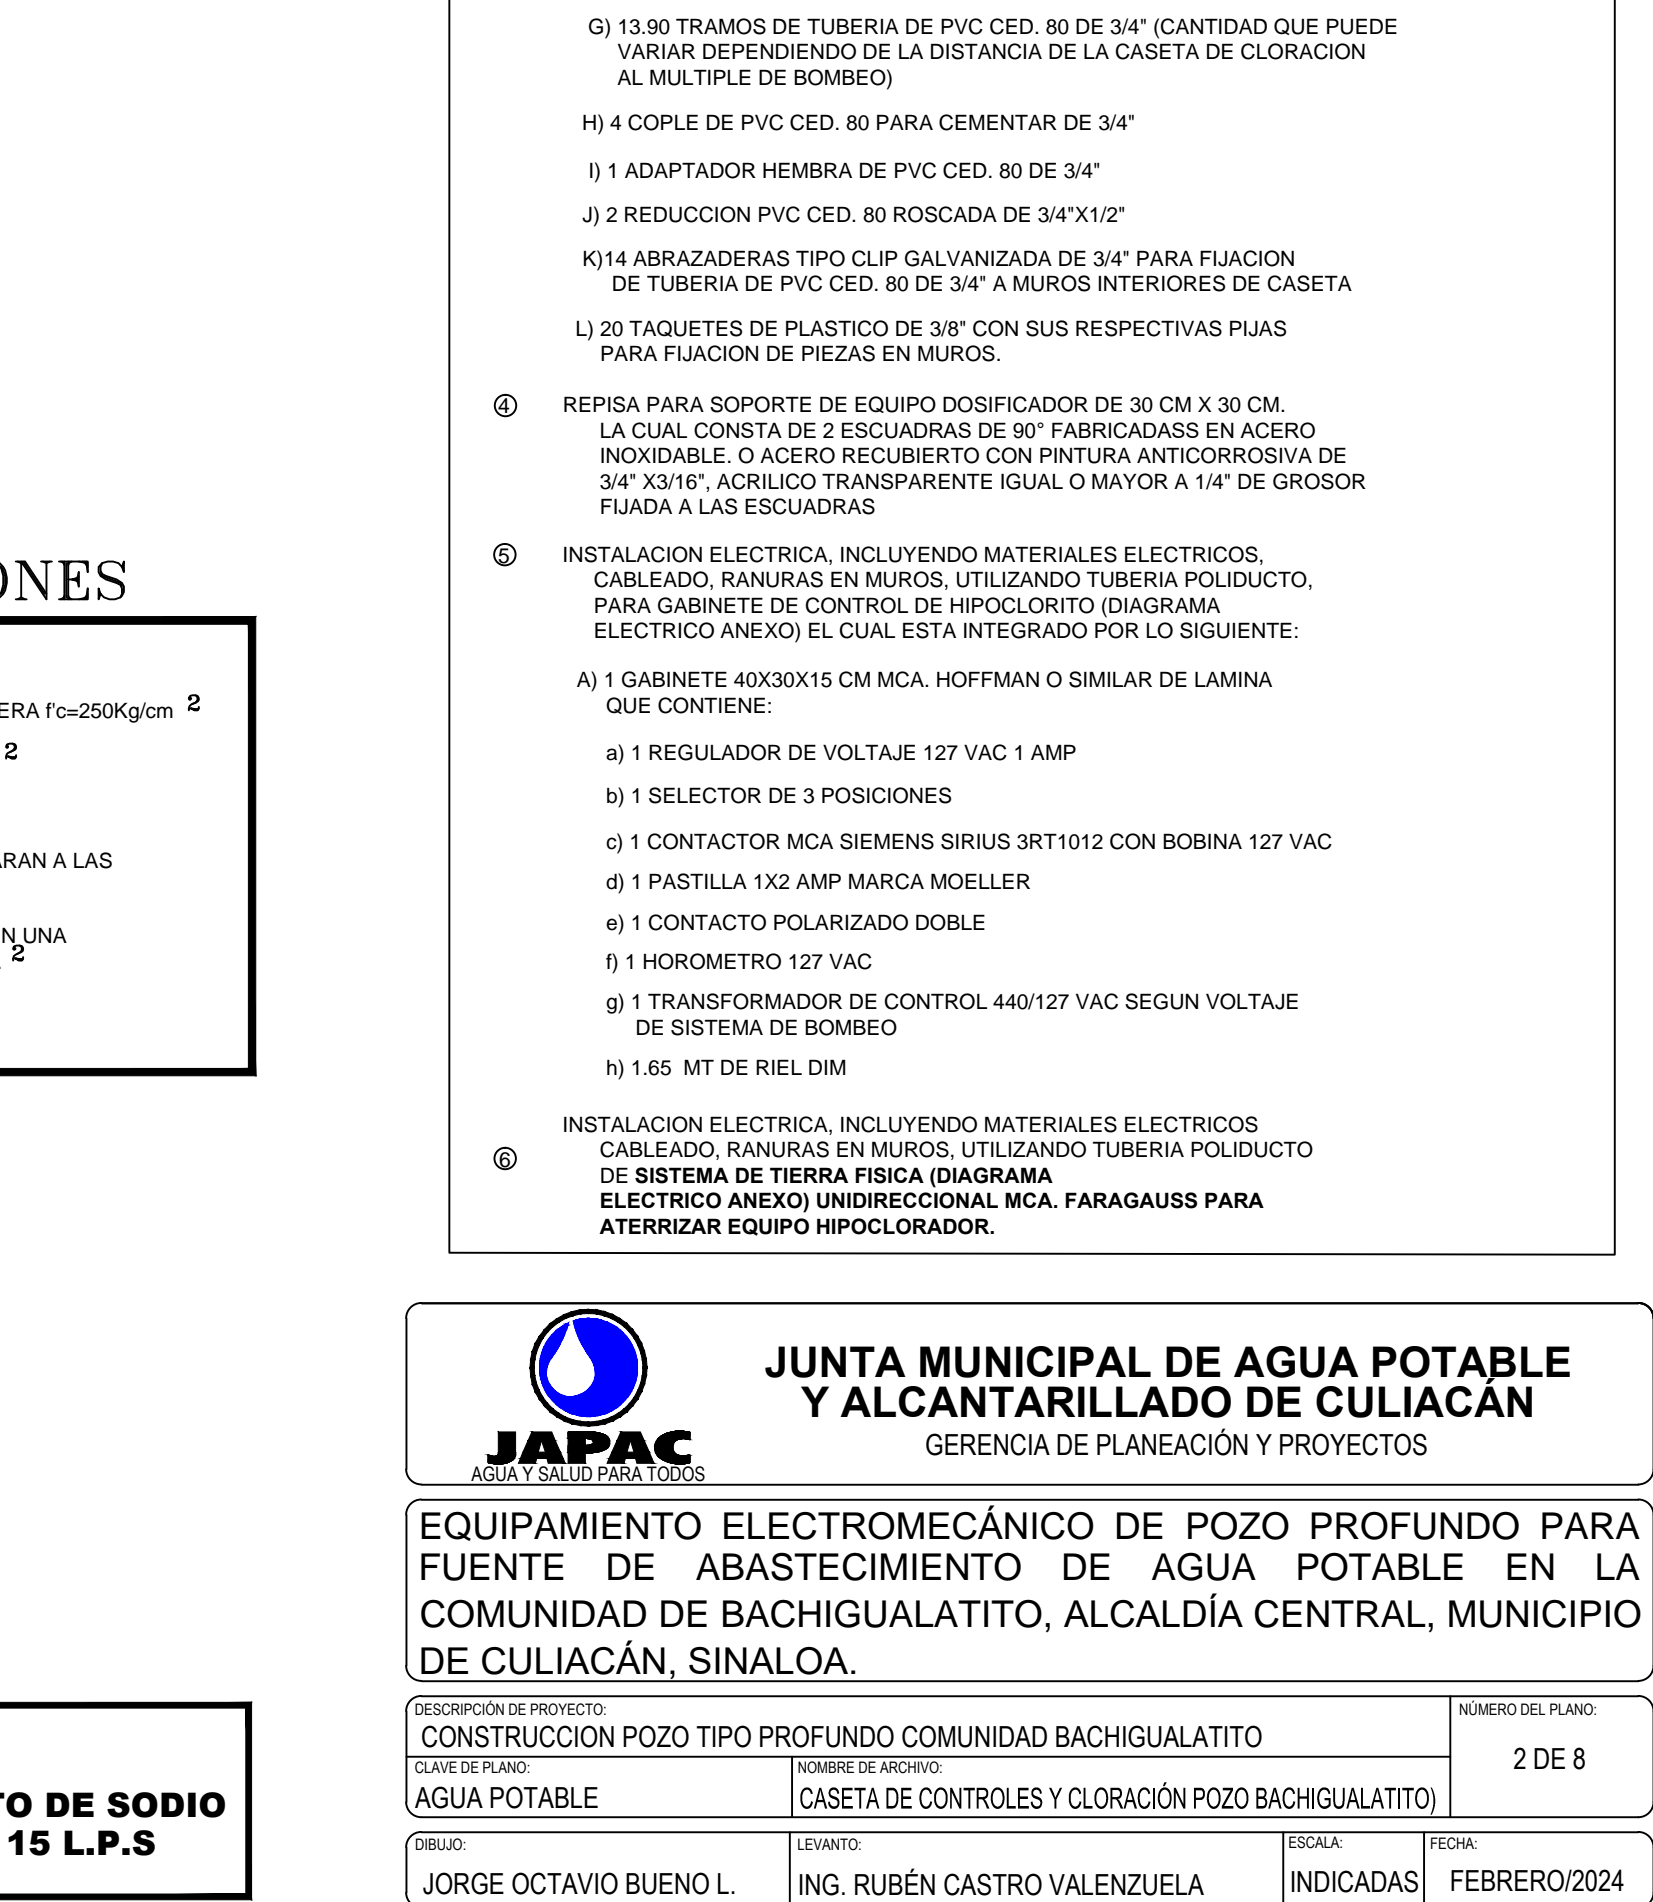 G) 13.90 TRAMOS DE TUBERIA DE PVC CED. 80 DE 3/4" (CANTIDAD QUE PUEDE
VARIAR DEPENDIENDO DE LA DISTANCIA DE LA CASETA DE CLORACION
AL MULTIPLE DE BOMBEO)
H) 4 COPLE DE PVC CED. 80 PARA CEMENTAR DE 3/4"
I) 1 ADAPTADOR HEMBRA DE PVC CED. 80 DE 3/4"
J) 2 REDUCCION PVC CED. 80 ROSCADA DE 3/4"X1/2"
K)14 ABRAZADERAS TIPO CLIP GALVANIZADA DE 3/4" PARA FIJACION
DE TUBERIA DE PVC CED. 80 DE 3/4" A MUROS INTERIORES DE CASETA
L) 20 TAQUETES DE PLASTICO DE 3/8" CON SUS RESPECTIVAS PIJAS
PARA FIJACION DE PIEZAS EN MUROS.
④ REPISA PARA SOPORTE DE EQUIPO DOSIFICADOR DE 30 CM X 30 CM.
LA CUAL CONSTA DE 2 ESCUADRAS DE 90° FABRICADASS EN ACERO
INOXIDABLE. O ACERO RECUBIERTO CON PINTURA ANTICORROSIVA DE
3/4" X3/16", ACRILICO TRANSPARENTE IGUAL O MAYOR A 1/4" DE GROSOR
FIJADA A LAS ESCUADRAS
⑤ INSTALACION ELECTRICA, INCLUYENDO MATERIALES ELECTRICOS,
CABLEADO, RANURAS EN MUROS, UTILIZANDO TUBERIA POLIDUCTO,
PARA GABINETE DE CONTROL DE HIPOCLORITO (DIAGRAMA
ELECTRICO ANEXO) EL CUAL ESTA INTEGRADO POR LO SIGUIENTE:
A) 1 GABINETE 40X30X15 CM MCA. HOFFMAN O SIMILAR DE LAMINA
QUE CONTIENE:
a) 1 REGULADOR DE VOLTAJE 127 VAC 1 AMP
b) 1 SELECTOR DE 3 POSICIONES
c) 1 CONTACTOR MCA SIEMENS SIRIUS 3RT1012 CON BOBINA 127 VAC
d) 1 PASTILLA 1X2 AMP MARCA MOELLER
e) 1 CONTACTO POLARIZADO DOBLE
f) 1 HOROMETRO 127 VAC
g) 1 TRANSFORMADOR DE CONTROL 440/127 VAC SEGUN VOLTAJE
DE SISTEMA DE BOMBEO
h) 1.65 MT DE RIEL DIM
INSTALACION ELECTRICA, INCLUYENDO MATERIALES ELECTRICOS
⑥ CABLEADO, RANURAS EN MUROS, UTILIZANDO TUBERIA POLIDUCTO
DE SISTEMA DE TIERRA FISICA (DIAGRAMA
ELECTRICO ANEXO) UNIDIRECCIONAL MCA. FARAGAUSS PARA
ATERRIZAR EQUIPO HIPOCLORADOR.
ONES
ERA f'c=250Kg/cm 2
2
ARAN A LAS
N UNA
2
TO DE SODIO
15 L.P.S
JAPAC
AGUA Y SALUD PARA TODOS
JUNTA MUNICIPAL DE AGUA POTABLE
Y ALCANTARILLADO DE CULIACÁN
GERENCIA DE PLANEACIÓN Y PROYECTOS
EQUIPAMIENTO ELECTROMECÁNICO DE POZO PROFUNDO PARA
FUENTE DE ABASTECIMIENTO DE AGUA POTABLE EN LA
COMUNIDAD DE BACHIGUALATITO, ALCALDÍA CENTRAL, MUNICIPIO
DE CULIACÁN, SINALOA.
DESCRIPCIÓN DE PROYECTO:
CONSTRUCCION POZO TIPO PROFUNDO COMUNIDAD BACHIGUALATITO
NÚMERO DEL PLANO:
2 DE 8
CLAVE DE PLANO:
AGUA POTABLE
NOMBRE DE ARCHIVO:
CASETA DE CONTROLES Y CLORACIÓN POZO BACHIGUALATITO)
DIBUJO:
JORGE OCTAVIO BUENO L.
LEVANTO:
ING. RUBÉN CASTRO VALENZUELA
ESCALA:
INDICADAS
FECHA:
FEBRERO/2024